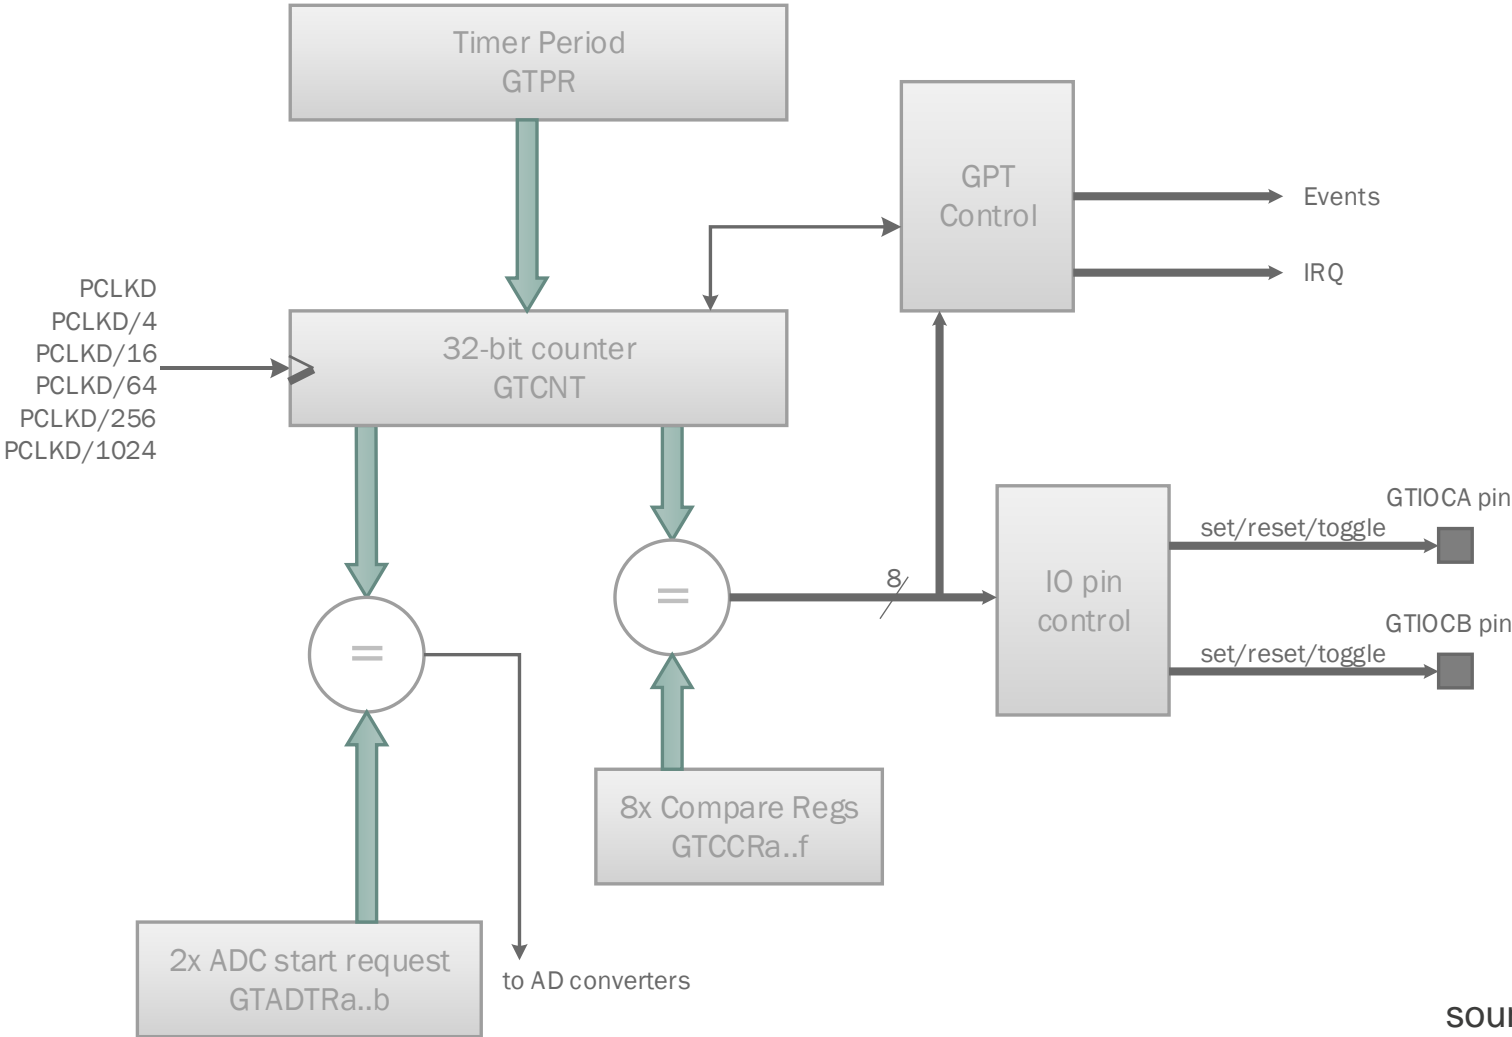 Timer Period
GTPR
GPT
Control
Events
IRQ
PCLKD
PCLKD/4
PCLKD/16
PCLKD/64
PCLKD/256
PCLKD/1024
32-bit counter
GTCNT
GTIOCA pin
set/reset/toggle
=
8
IO pin
control
GTIOCB pin
set/reset/toggle
=
8x Compare Regs
GTCCRa..f
2x ADC start request
GTADTRa..b
to AD converters